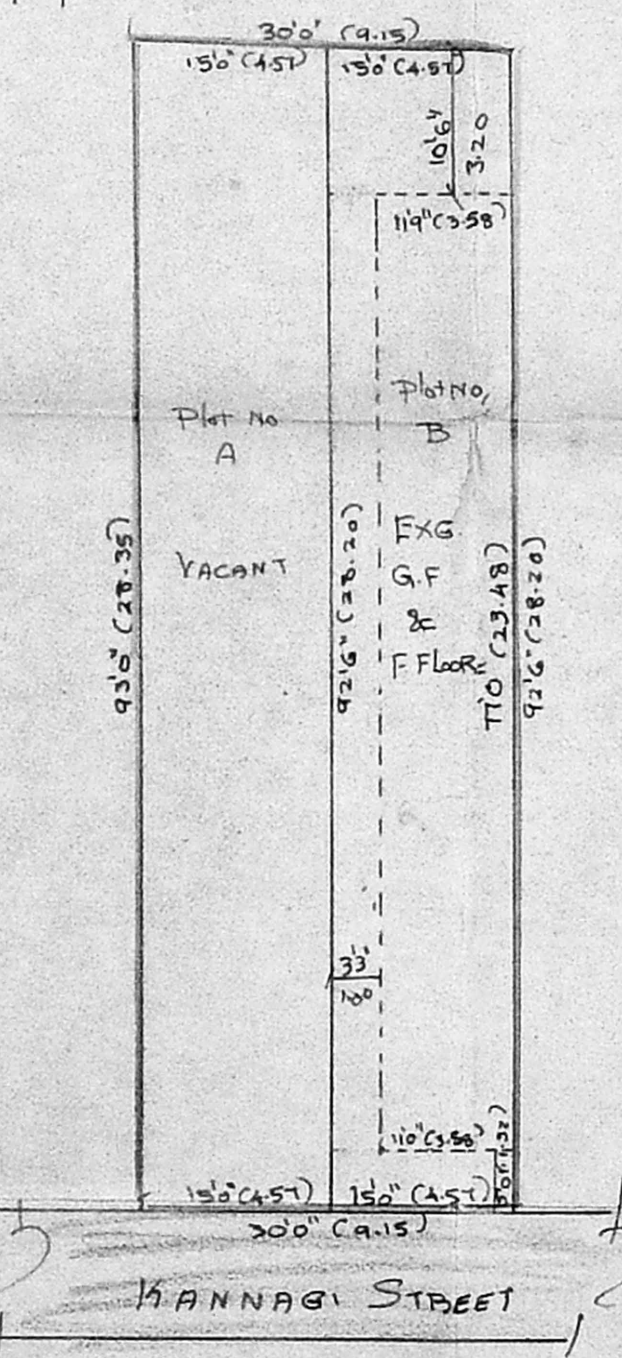 30'0" (9.15)
15'0" (4.57)
15'0" (4.57)
10'6"
3.20
11'9" (3.58)
Plot No
A
VACANT
Plot No,
B
EXG.
G.F
&
F FLOOR
93'0" (28.35)
92'6" (28.20)
77'0 (23.48)
92'6" (28.20)
3'3"
1.00
11'0" (3.58)
15'0" (4.57)
15'0" (4.57)
30'0" (9.15)
KANNAGI STREET